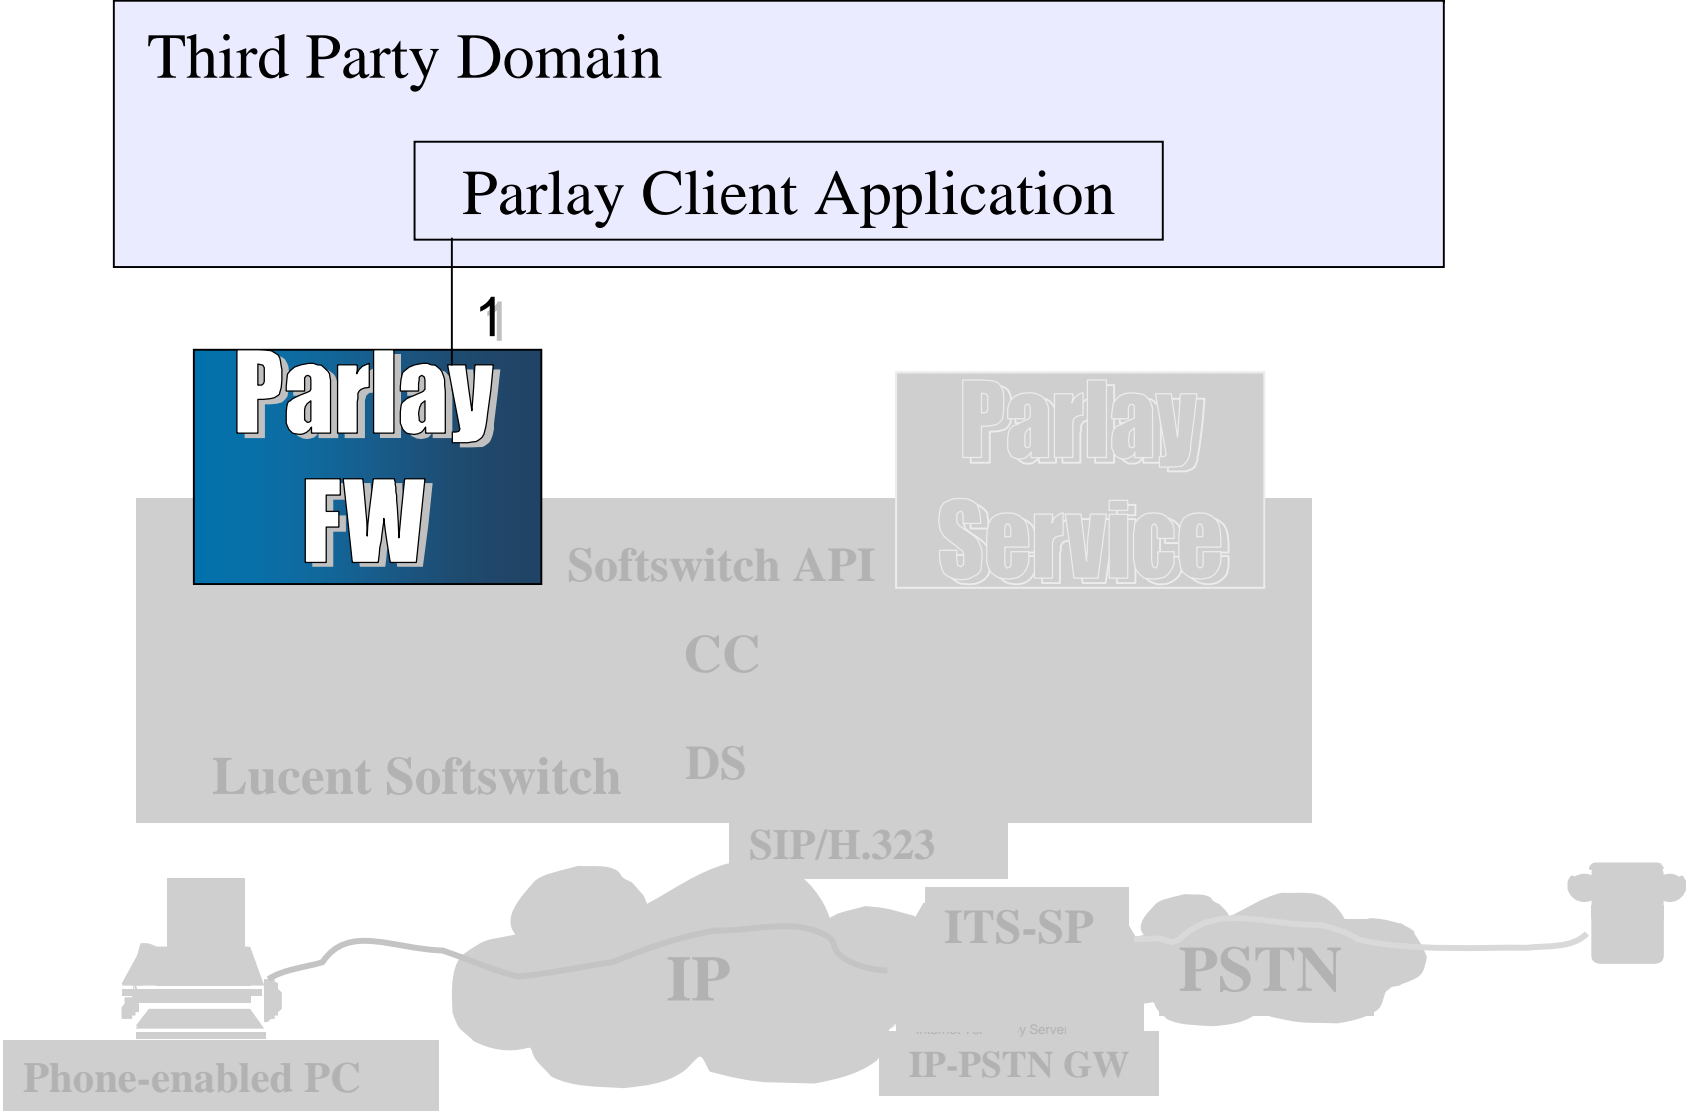 Third Party Domain
Parlay Client Application
1
Parlay
FW
Parlay
Service
Softswitch API
CC
DS
Lucent Softswitch
SIP/H.323
ITS-SP
IP
PSTN
y Server
IP-PSTN GW
Phone-enabled PC